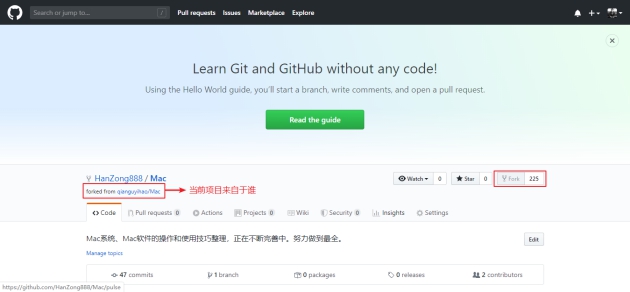 Search or jump to... /
Pull requests Issues Marketplace Explore
Learn Git and GitHub without any code!
Using the Hello World guide, you'll start a branch, write comments, and open a pull request.
Read the guide
HanZong888 / Mac
Watch 0 Star 0 Fork 225
forked from qianguyihao/Mac
当前项目来自于谁
Code Pull requests 0 Actions Projects 0 Wiki Security 0 Insights Settings
Mac系统、Mac软件的操作和使用技巧整理，正在不断完善中。努力做到最全。
Edit
Manage topics
47 commits 1 branch 0 packages 0 releases 2 contributors
https://github.com/HanZong888/Mac/pulse